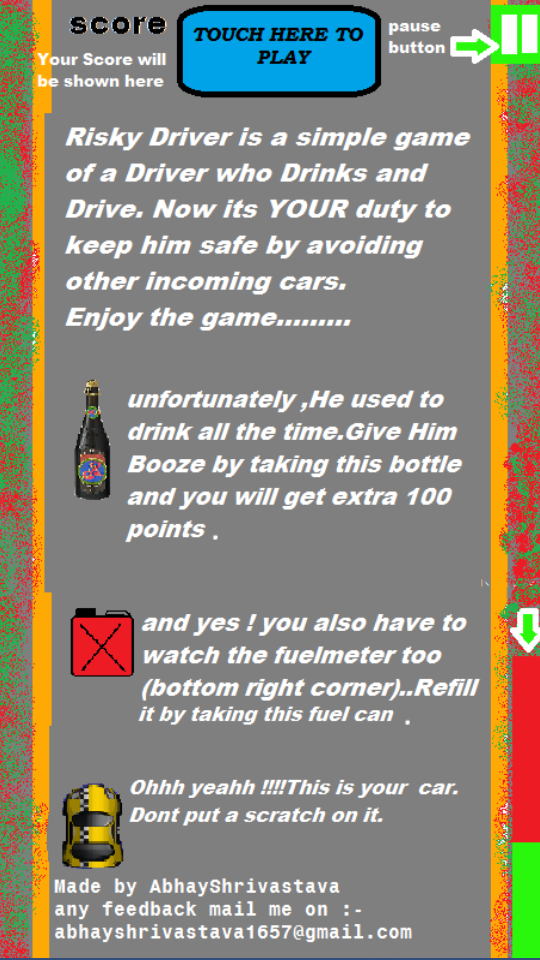 score
Your Score will
be shown here
TOUCH HERE TO
PLAY
pause
button
Risky Driver is a simple game
of a Driver who Drinks and
Drive. Now its YOUR duty to
keep him safe by avoiding
other incoming cars.
Enjoy the game.........
unfortunately ,He used to
drink all the time.Give Him
Booze by taking this bottle
and you will get extra 100
points .
and yes ! you also have to
watch the fuelmeter too
(bottom right corner)..Refill
it by taking this fuel can .
Ohhh yeahh !!!!This is your car.
Dont put a scratch on it.
Made by AbhayShrivastava
any feedback mail me on :-
abhayshrivastava1657@gmail.com